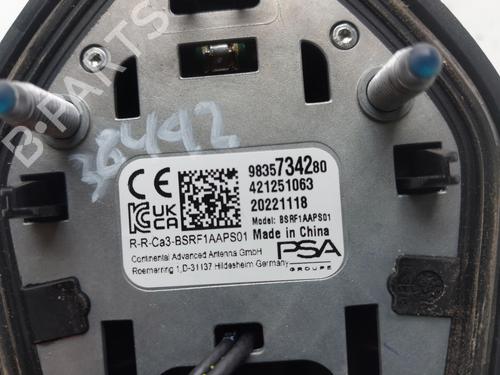 B-PARTS
38492
CE
UK
CA
9835734280
421251063
20221118
R-R-Ca3-BSRF1AAPS01
Model: BSRF1AAPS01
Made in China
Continental Advanced Antenna GmbH
Roemerring 1,D-31137 Hildesheim Germany
PSA
GROUPE